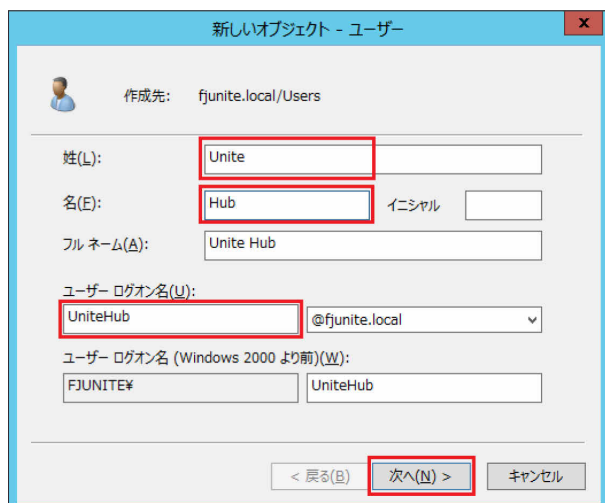 新しいオブジェクト - ユーザー
x
作成先: fjunite.local/Users
姓(L): Unite
名(F): Hub イニシャル
フル ネーム(A): Unite Hub
ユーザー ログオン名(U):
UniteHub @fjunite.local
ユーザー ログオン名 (Windows 2000 より前)(W):
FJUNITE¥ UniteHub
< 戻る(B) 次へ(N) > キャンセル